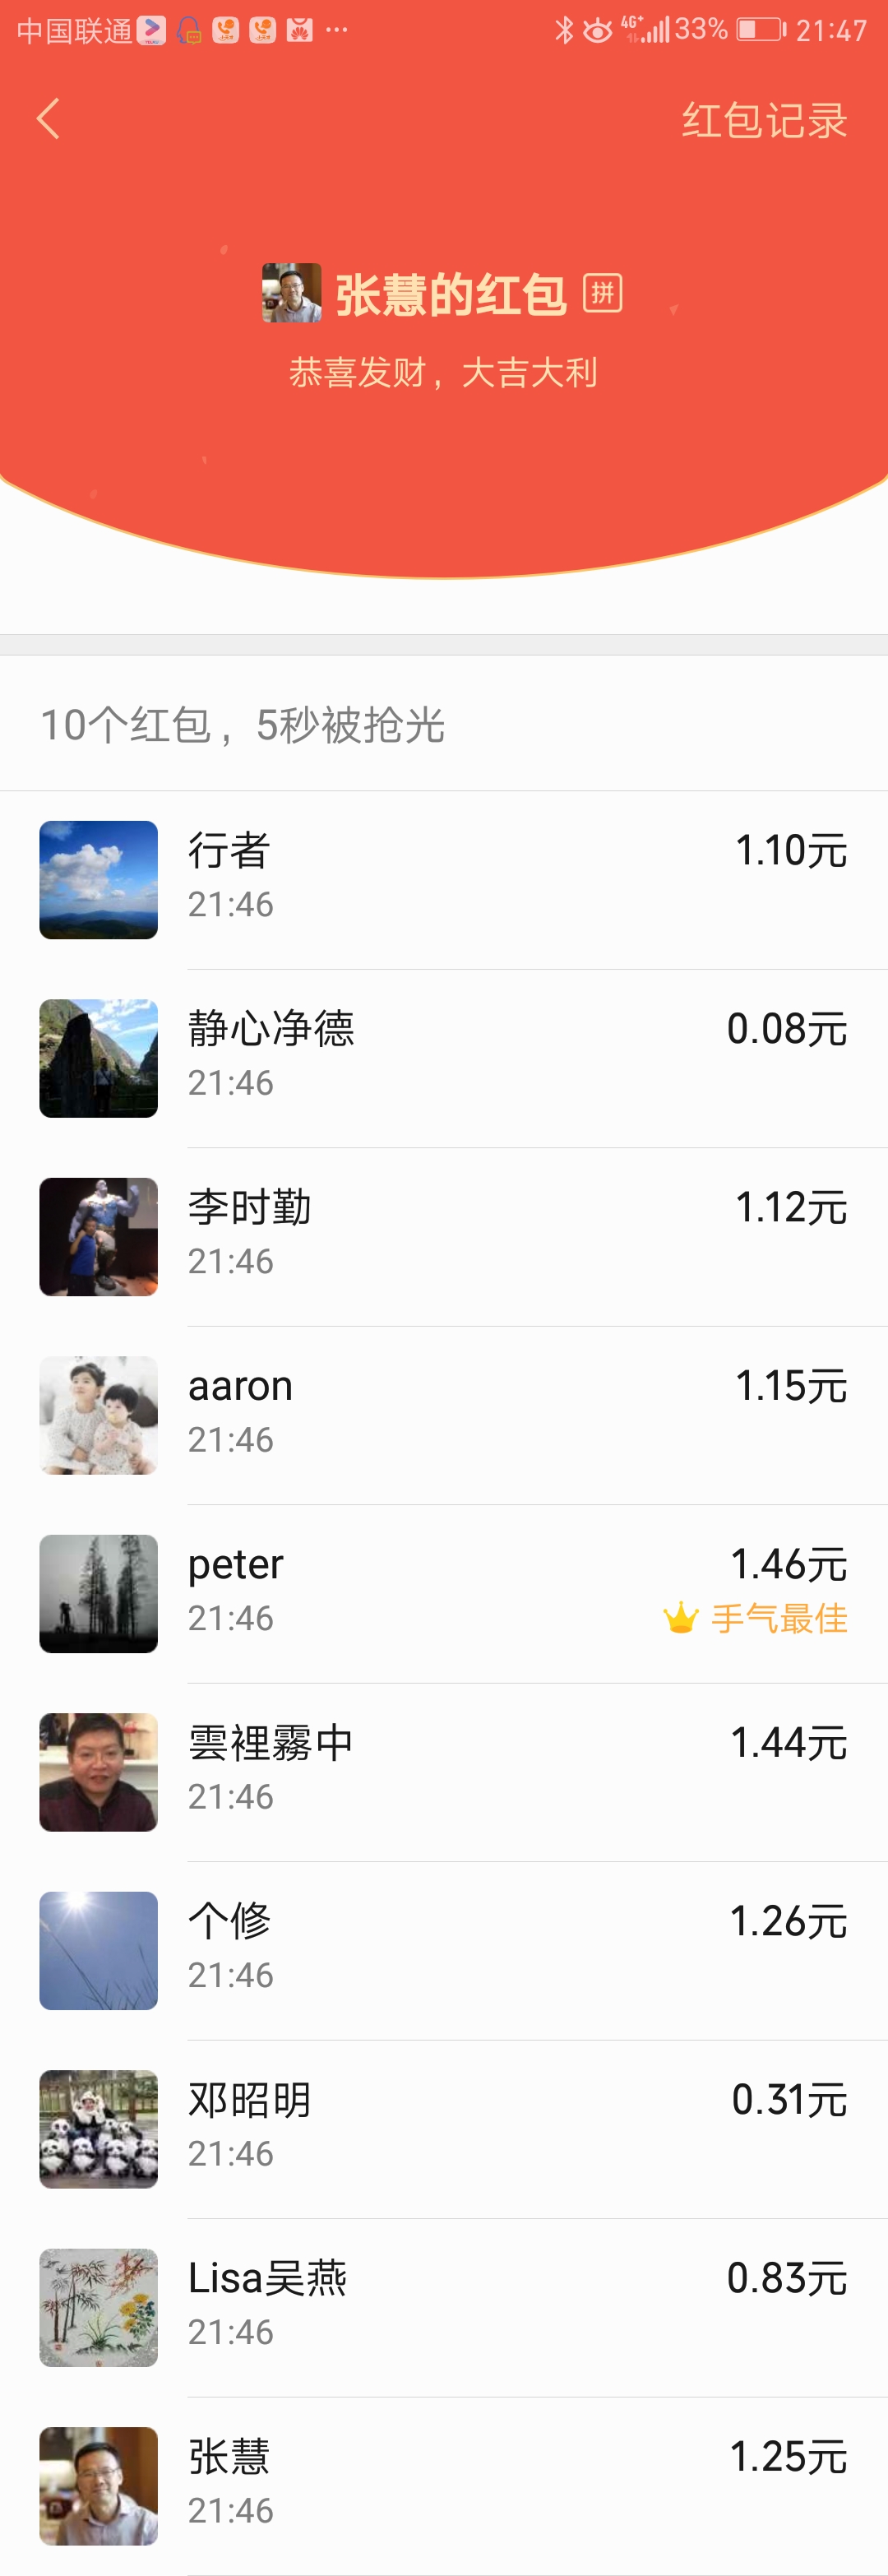 中国联通 4G+ 33% 21:47
红包记录
张慧的红包 拼
恭喜发财，大吉大利
10个红包，5秒被抢光
行者 1.10元
21:46
静心净德 0.08元
21:46
李时勤 1.12元
21:46
aaron 1.15元
21:46
peter 1.46元
21:46 手气最佳
雲裡霧中 1.44元
21:46
个修 1.26元
21:46
邓昭明 0.31元
21:46
Lisa吴燕 0.83元
21:46
张慧 1.25元
21:46